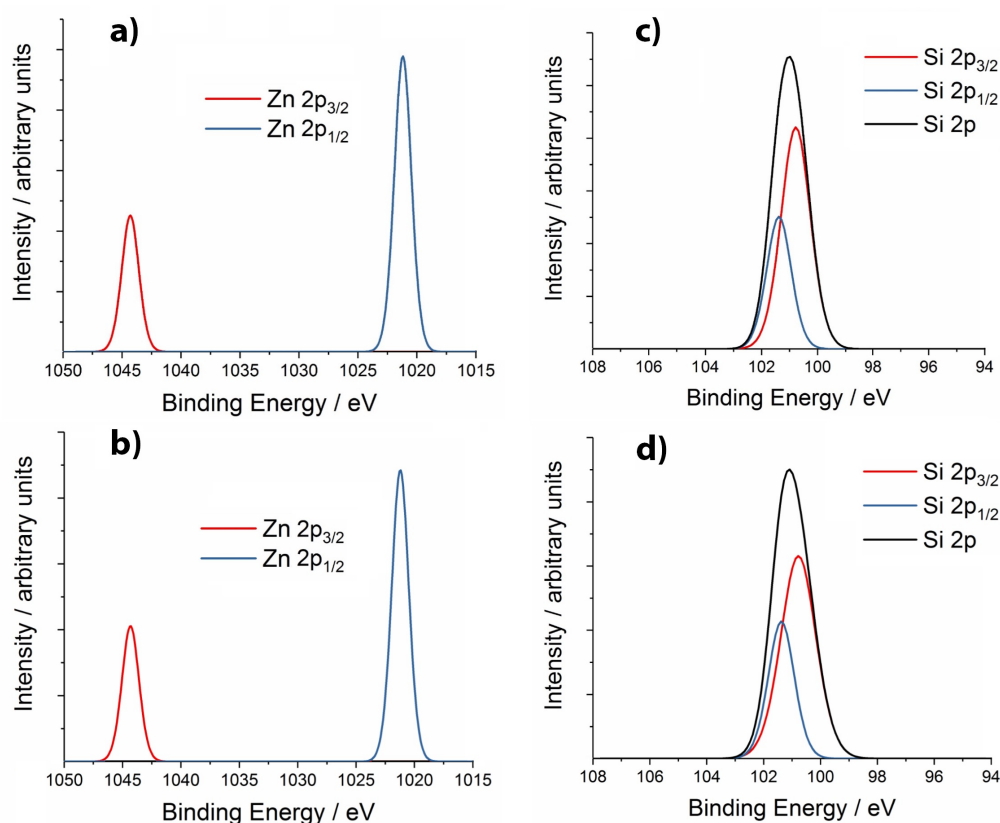 a)
Intensity / arbitrary units
Zn 2p3/2
Zn 2p1/2
1050 1045 1040 1035 1030 1025 1020 1015
Binding Energy / eV
c)
Intensity / arbitrary units
Si 2p3/2
Si 2p1/2
Si 2p
108 106 104 102 100 98 96 94
Binding Energy / eV
b)
Intensity / arbitrary units
Zn 2p3/2
Zn 2p1/2
1050 1045 1040 1035 1030 1025 1020 1015
Binding Energy / eV
d)
Intensity / arbitrary units
Si 2p3/2
Si 2p1/2
Si 2p
108 106 104 102 100 98 96 94
Binding Energy / eV